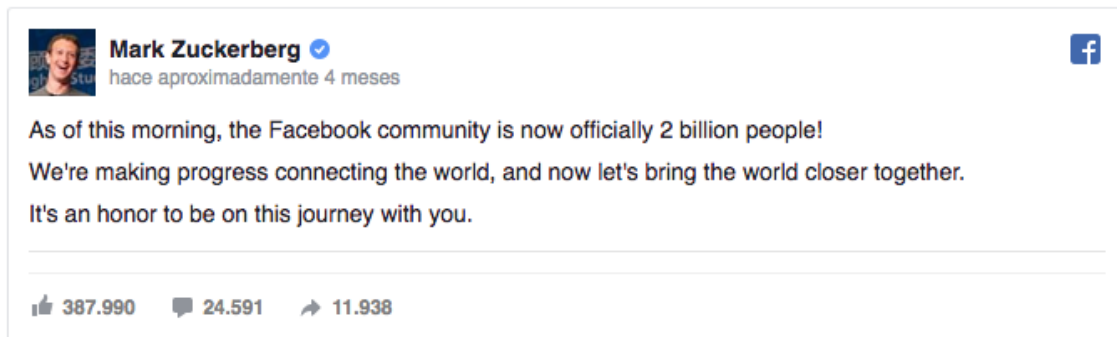 Mark Zuckerberg
hace aproximadamente 4 meses
As of this morning, the Facebook community is now officially 2 billion people!
We're making progress connecting the world, and now let's bring the world closer together.
It's an honor to be on this journey with you.
387.990 24.591 11.938